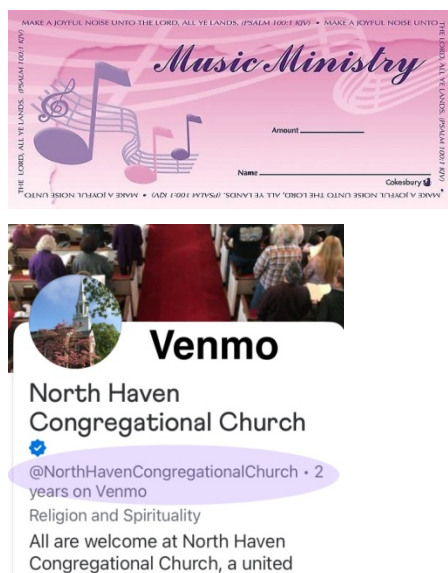 MAKE A JOYFUL NOISE UNTO THE LORD, ALL YE LANDS. (PSALM 100:1 KJV) • MAKE A JOYFUL NOISE UNTO
THE LORD, ALL YE LANDS. (PSALM 100:1 KJV)
Music Ministry
Amount
Name
Cokesbury
MAKE A JOYFUL NOISE UNTO THE LORD, ALL YE LANDS. (PSALM 100:1 KJV) • MAKE A JOYFUL NOISE UNTO
THE LORD, ALL YE LANDS. (PSALM 100:1 KJV)
Venmo
North Haven
Congregational Church
@NorthHavenCongregationalChurch • 2
years on Venmo
Religion and Spirituality
All are welcome at North Haven
Congregational Church, a united